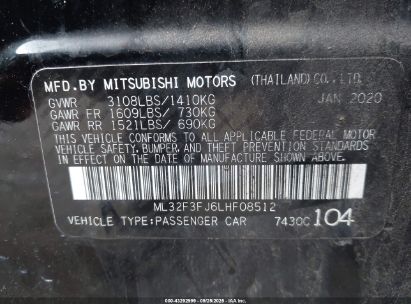 MFD.BY MITSUBISHI MOTORS (THAILAND) CO., LTD.
GVWR 3108LBS/1410KG JAN 2020
GAWR FR 1609LBS/ 730KG
GAWR RR 1521LBS/ 690KG
THIS VEHICLE CONFORMS TO ALL APPLICABLE FEDERAL MOTOR
VEHICLE SAFETY, BUMPER, AND THEFT PREVENTION STANDARDS
IN EFFECT ON THE DATE OF MANUFACTURE SHOWN ABOVE.
ML32F3FJ6LHF08512
VEHICLE TYPE:PASSENGER CAR 7430C 104